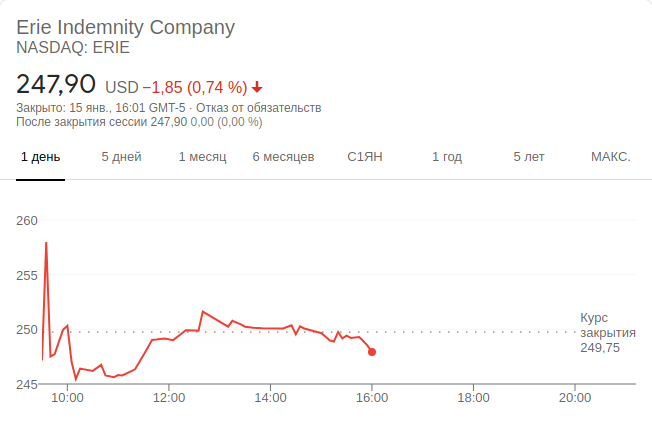 Erie Indemnity Company
NASDAQ: ERIE
247,90 USD −1,85 (0,74 %)
Закрыто: 15 янв., 16:01 GMT-5 · Отказ от обязательств
После закрытия сессии 247,90 0,00 (0,00 %)
1 день 5 дней 1 месяц 6 месяцев С1ЯН 1 год 5 лет МАКС.
260
255
250
245
Курс
закрытия
249,75
10:00 12:00 14:00 16:00 18:00 20:00